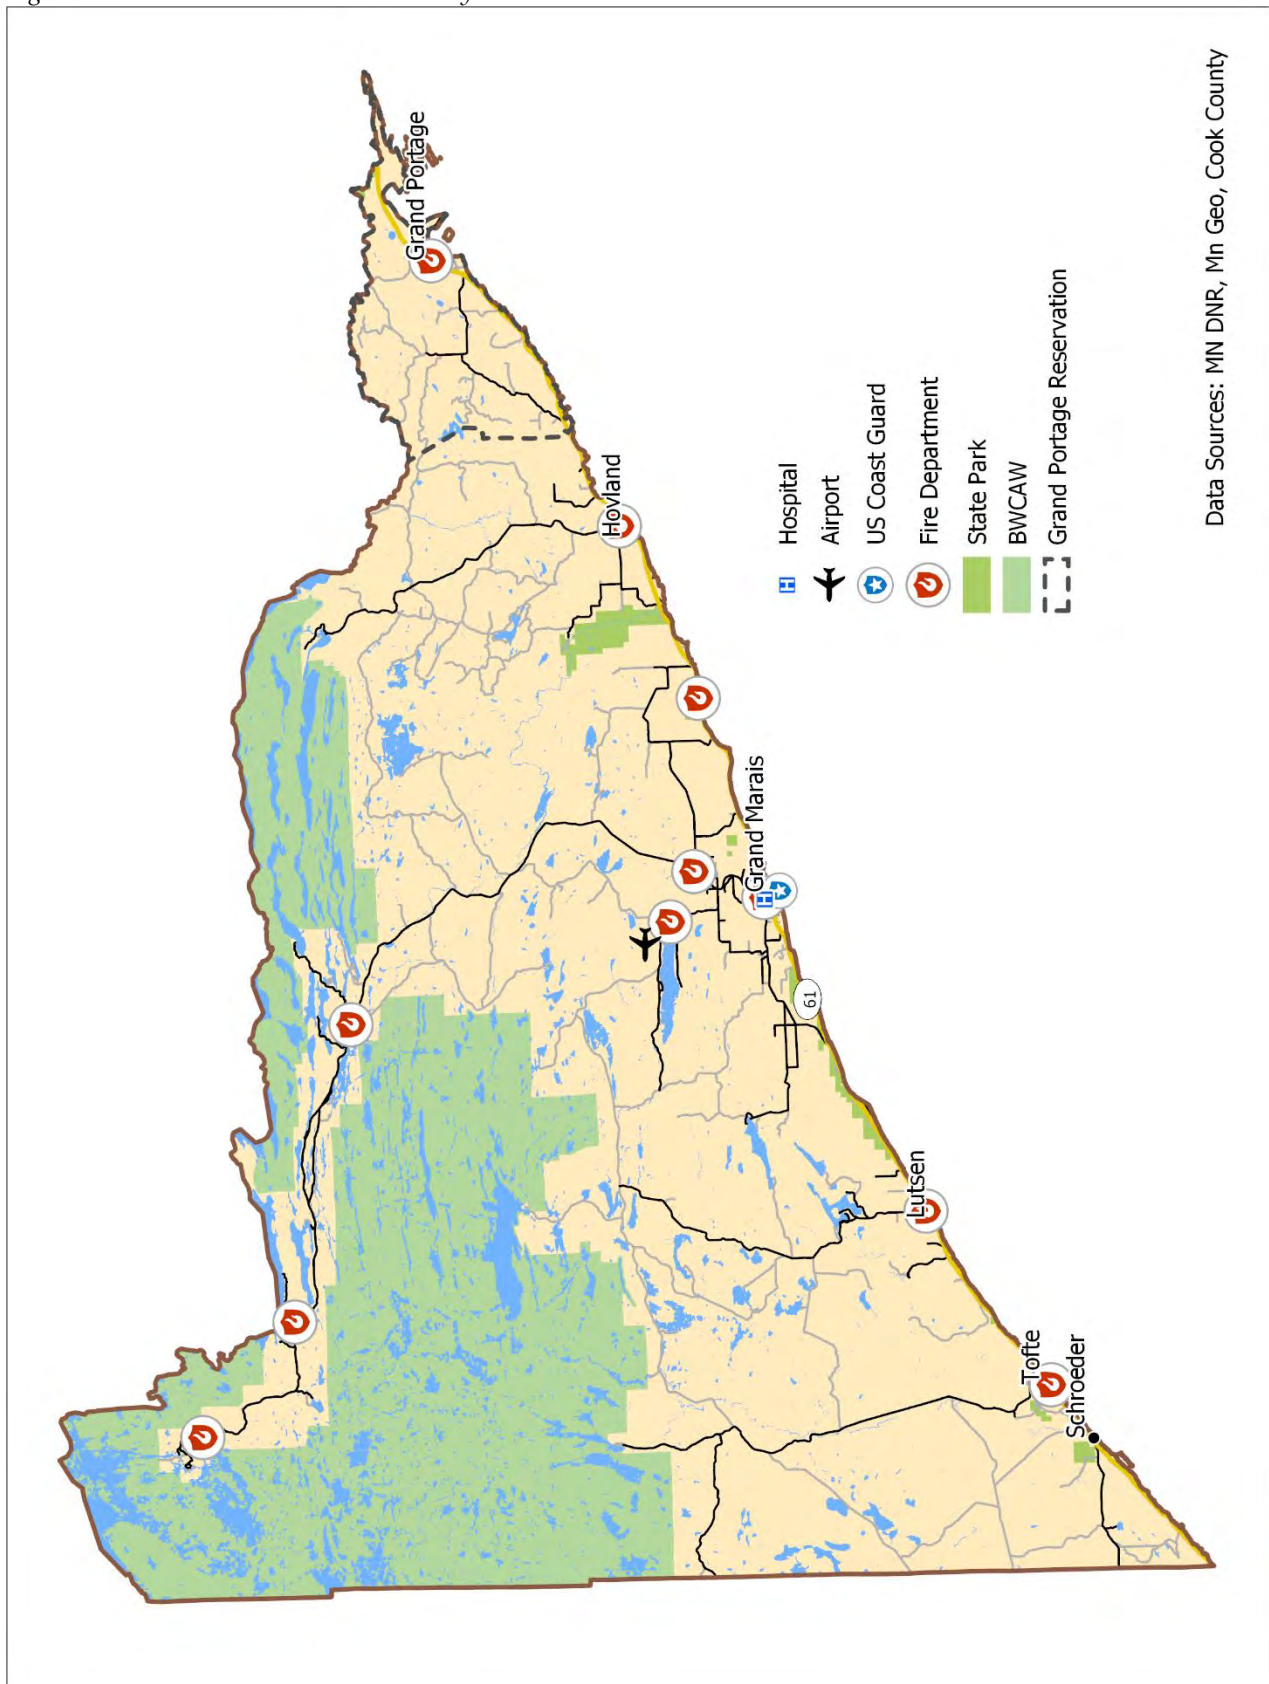 Grand Portage
Hovland
Grand Marais
61
Lutsen
Tofte
Schroeder
H
Hospital
Airport
US Coast Guard
Fire Department
State Park
BWCAW
Grand Portage Reservation
Data Sources: MN DNR, Mn Geo, Cook County